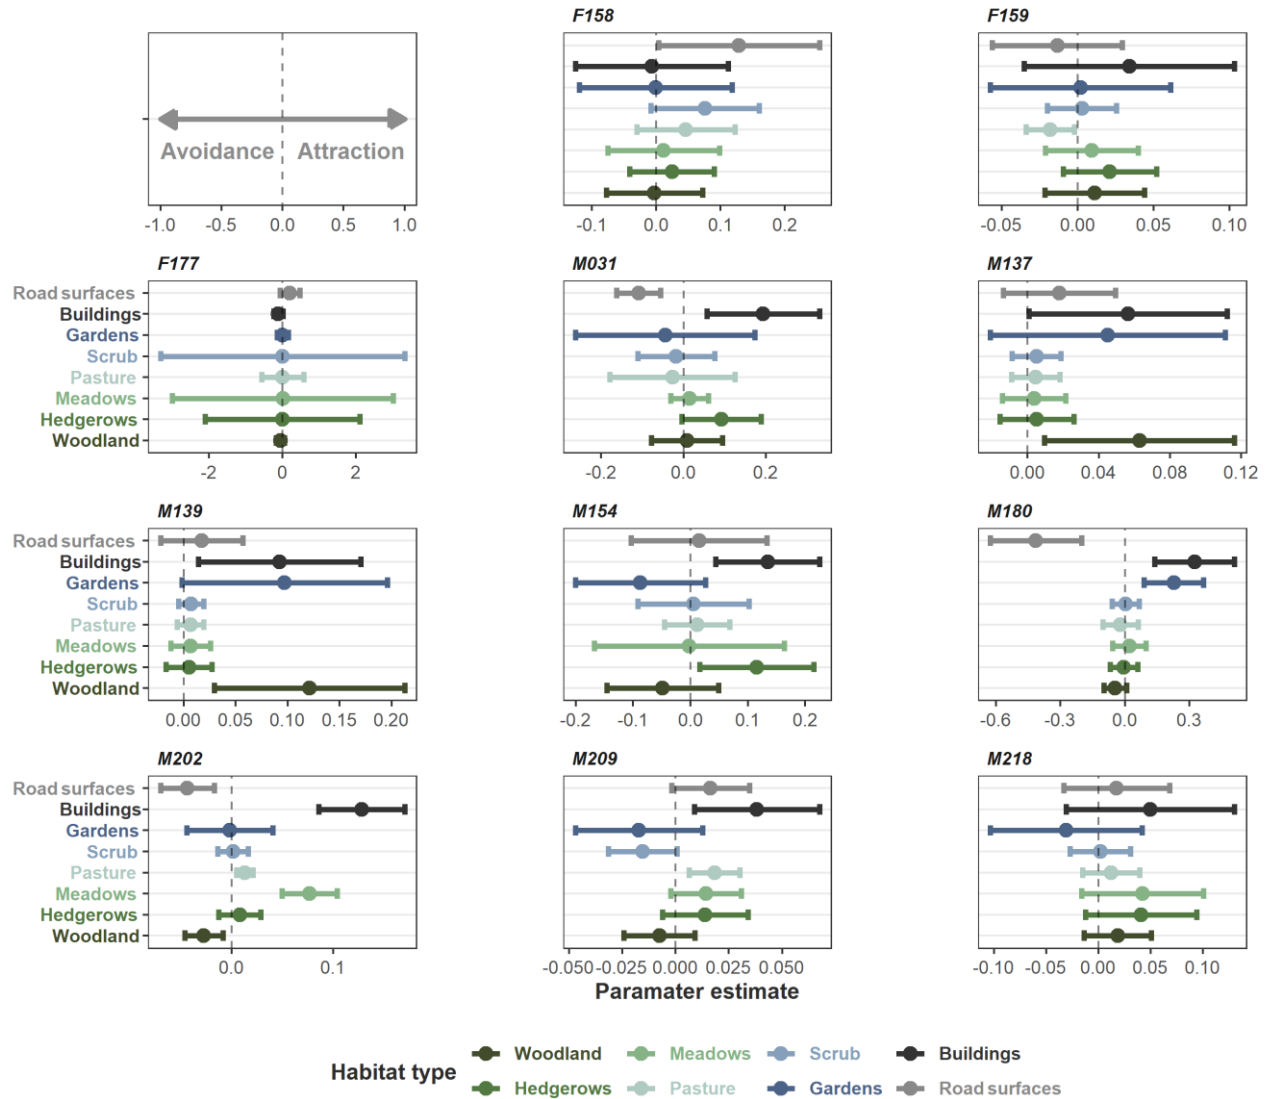 F158
F159
Avoidance Attraction
-1.0 -0.5 0.0 0.5 1.0
-0.1 0.0 0.1 0.2
-0.05 0.00 0.05 0.10
F177
M031
M137
Road surfaces
Buildings
Gardens
Scrub
Pasture
Meadows
Hedgerows
Woodland
-2 0 2
-0.2 0.0 0.2
0.00 0.04 0.08 0.12
M139
M154
M180
Road surfaces
Buildings
Gardens
Scrub
Pasture
Meadows
Hedgerows
Woodland
0.00 0.05 0.10 0.15 0.20
-0.2 -0.1 0.0 0.1 0.2
-0.6 -0.3 0.0 0.3
M202
M209
M218
Road surfaces
Buildings
Gardens
Scrub
Pasture
Meadows
Hedgerows
Woodland
0.0 0.1
-0.050 -0.025 0.000 0.025 0.050
-0.10 -0.05 0.00 0.05 0.10
Paramater estimate
Habitat type
Woodland Meadows Scrub Buildings
Hedgerows Pasture Gardens Road surfaces